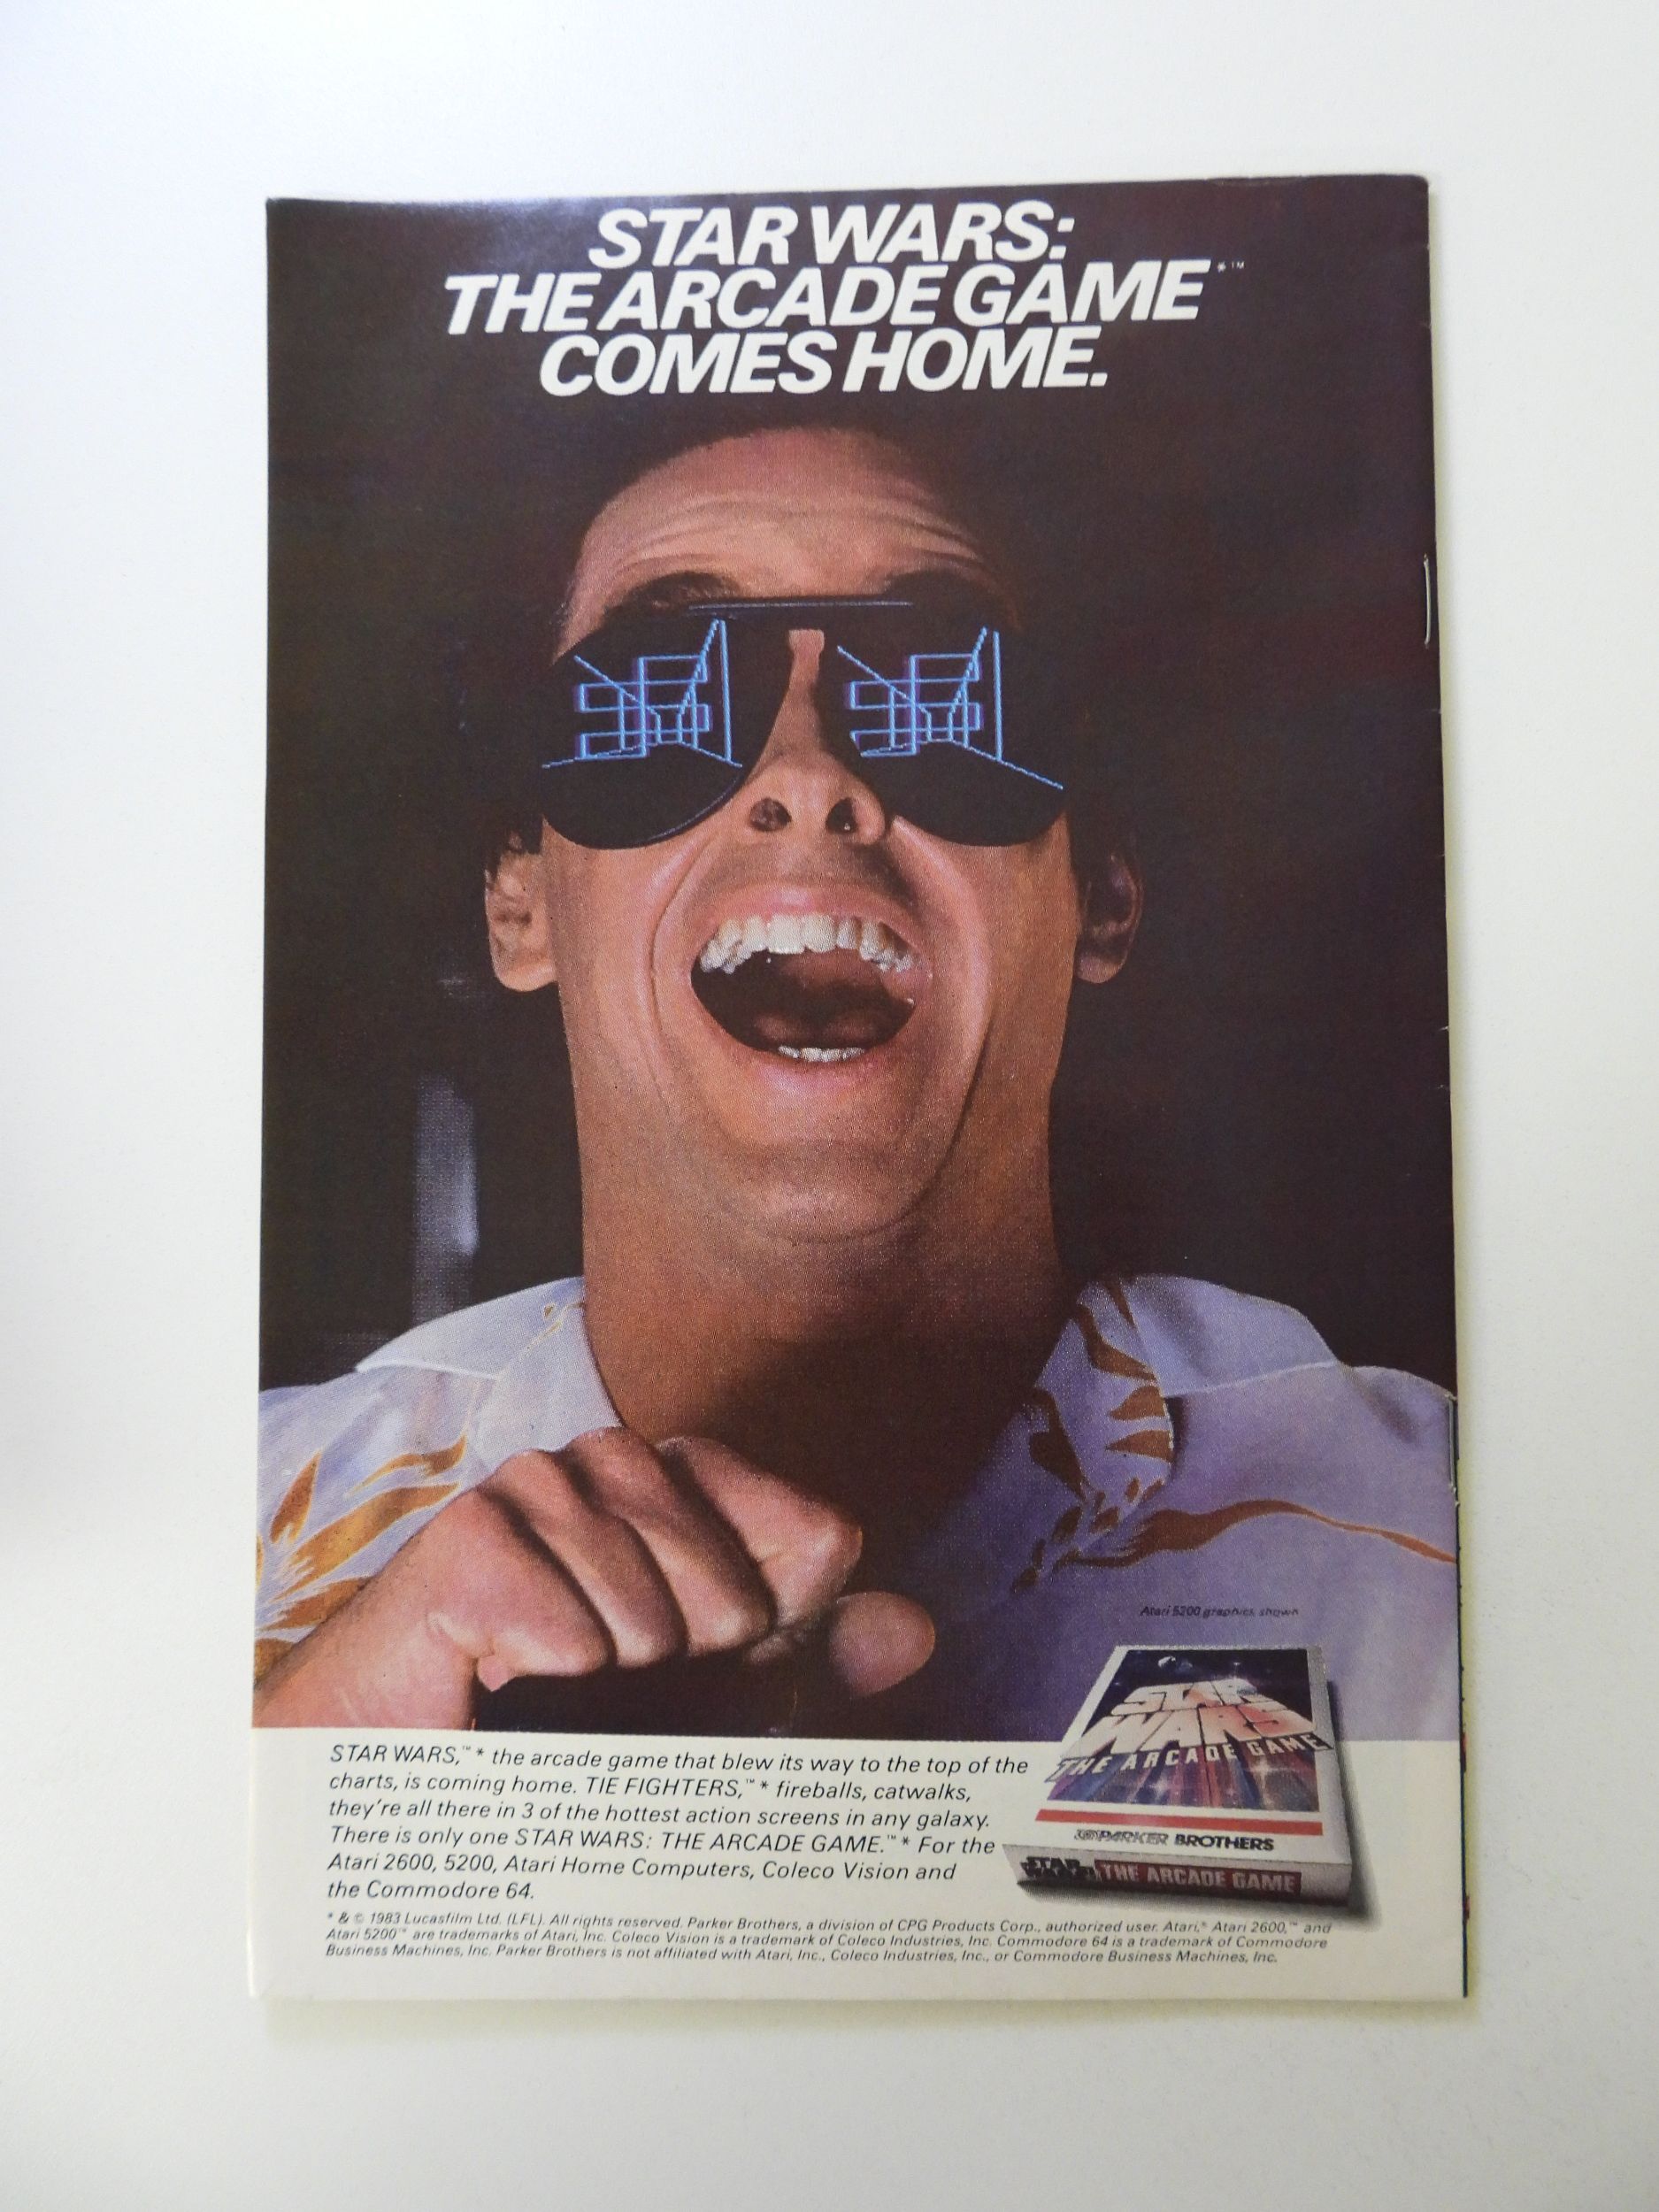 STAR WARS:
THE ARCADE GAME*™
COMES HOME.
Atari 5200 graphics shown
STAR WARS
THE ARCADE GAME
PARKER BROTHERS
STAR WARS THE ARCADE GAME
STAR WARS,™* the arcade game that blew its way to the top of the
charts, is coming home. TIE FIGHTERS,™* fireballs, catwalks,
they're all there in 3 of the hottest action screens in any galaxy.
There is only one STAR WARS: THE ARCADE GAME.™* For the
Atari 2600, 5200, Atari Home Computers, Coleco Vision and
the Commodore 64.
* & © 1983 Lucasfilm Ltd. (LFL). All rights reserved. Parker Brothers, a division of CPG Products Corp., authorized user. Atari,® Atari 2600,™ and
Atari 5200™ are trademarks of Atari, Inc. Coleco Vision is a trademark of Coleco Industries, Inc. Commodore 64 is a trademark of Commodore
Business Machines, Inc. Parker Brothers is not affiliated with Atari, Inc., Coleco Industries, Inc., or Commodore Business Machines, Inc.